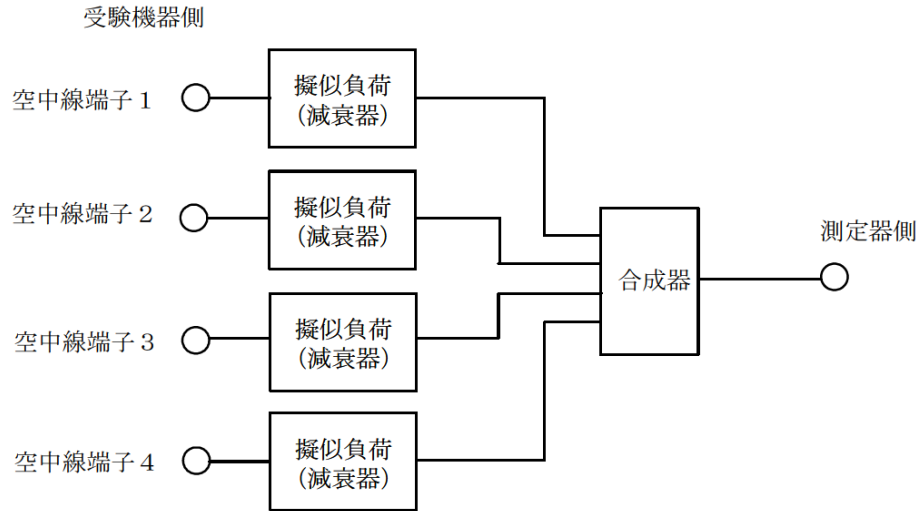 受験機器側
空中線端子１
擬似負荷
(減衰器)
空中線端子２
擬似負荷
(減衰器)
合成器
測定器側
空中線端子３
擬似負荷
(減衰器)
空中線端子４
擬似負荷
(減衰器)